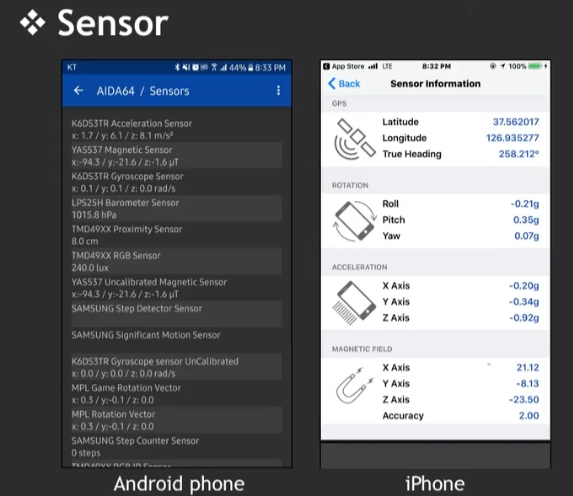 Sensor
KT 44% 8:33 PM
AIDA64 / Sensors
K6DS3TR Acceleration Sensor
x: 1.7 / y: 6.1 / z: 8.1 m/s²
YAS537 Magnetic Sensor
x:-94.3 / y:-21.6 / z:-1.6 μT
K6DS3TR Gyroscope Sensor
x: 0.1 / y: 0.1 / z: 0.0 rad/s
LPS25H Barometer Sensor
1015.8 hPa
TMD49XX Proximity Sensor
8.0 cm
TMD49XX RGB Sensor
240.0 lux
YAS537 Uncalibrated Magnetic Sensor
x:-94.3 / y:-21.6 / z:-1.6 μT
SAMSUNG Step Detector Sensor
SAMSUNG Significant Motion Sensor
K6DS3TR Gyroscope sensor UnCalibrated
x: 0.0 / y: 0.0 / z: 0.0 rad/s
MPL Game Rotation Vector
x: 0.3 / y:-0.1 / z: 0.0
MPL Rotation Vector
x: 0.3 / y:-0.1 / z: 0.0
SAMSUNG Step Counter Sensor
0 steps
Android phone
App Store LTE 8:32 PM 100%
Back Sensor Information
GPS
Latitude 37.562017
Longitude 126.935277
True Heading 258.212°
ROTATION
Roll -0.21g
Pitch 0.35g
Yaw 0.07g
ACCELERATION
X Axis -0.20g
Y Axis -0.34g
Z Axis -0.92g
MAGNETIC FIELD
X Axis 21.12
Y Axis -8.13
Z Axis -23.50
Accuracy 2.00
iPhone